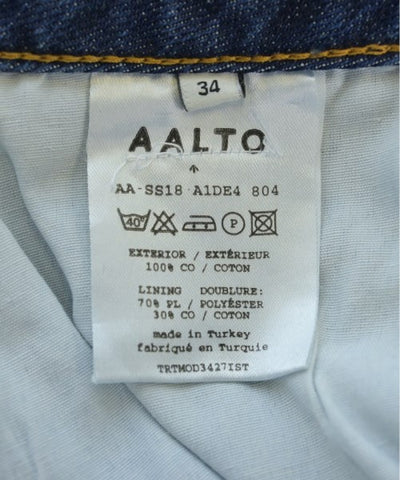 34
AALTO
AA-SS18 A1DE4 804
40°
P
EXTERIOR / EXTÉRIEUR
100% CO / COTON
LINING DOUBLURE:
70% PL / POLYÉSTER
30% CO / COTON
made in Turkey
fabriqué en Turquie
TRTMOD3427IST